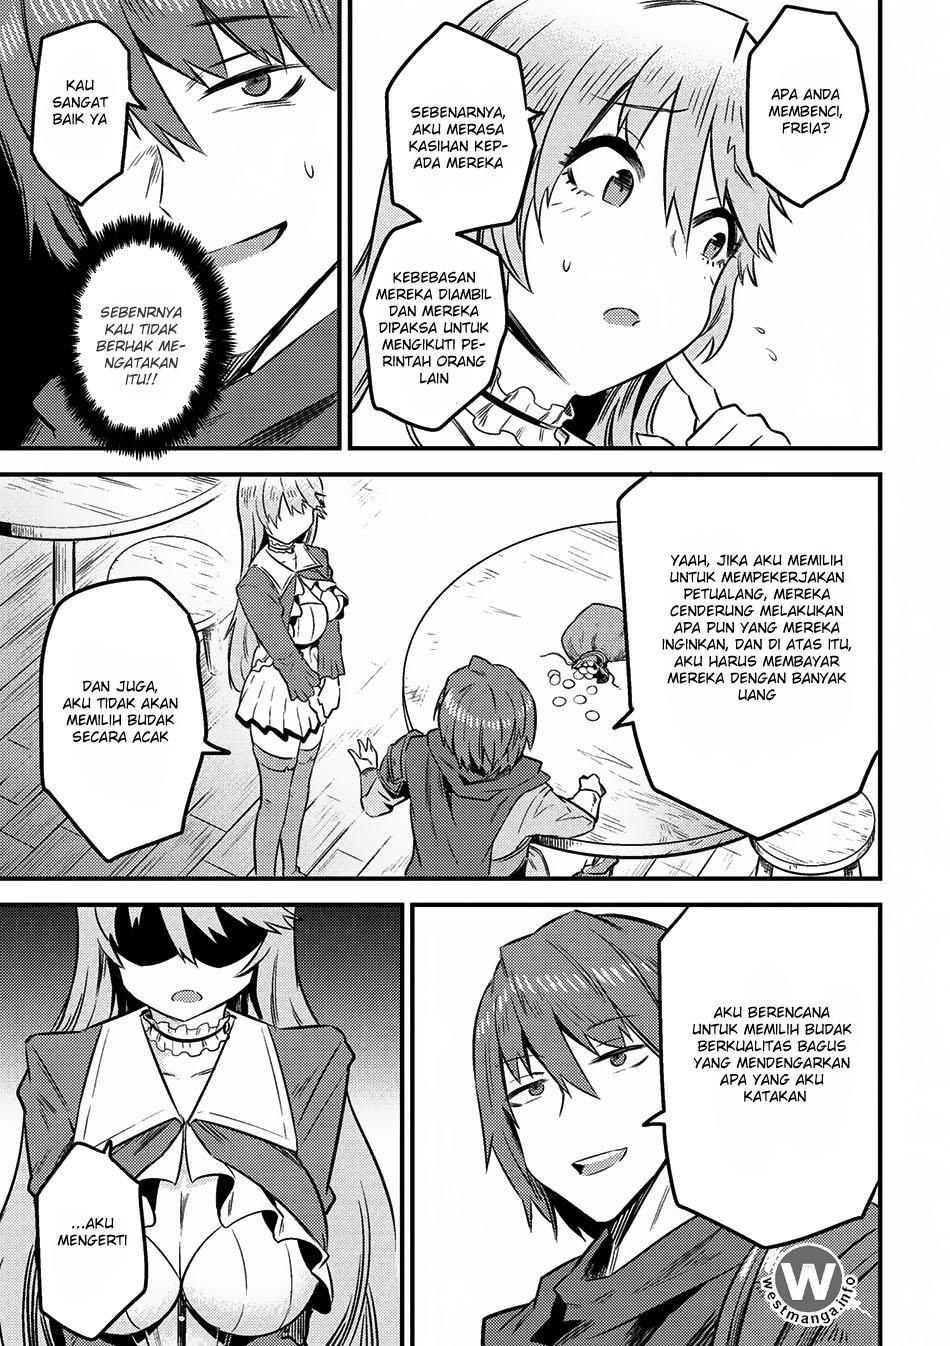 APA ANDA
MEMBENCI,
FREIA?
SEBENARNYA,
AKU MERASA
KASIHAN KEP-
ADA MEREKA
KEBEBASAN
MEREKA DIAMBIL
DAN MEREKA
DIPAKSA UNTUK
MENGIKUTI PE-
RINTAH ORANG
LAIN
KAU
SANGAT
BAIK YA
SEBENRNYA
KAU TIDAK
BERHAK ME-
NGATAKAN
ITU!!
YAAH, JIKA AKU MEMILIH
UNTUK MEMPEKERJAKAN
PETUALANG, MEREKA
CENDERUNG MELAKUKAN
APA PUN YANG MEREKA
INGINKAN, DAN DI ATAS ITU,
AKU HARUS MEMBAYAR
MEREKA DENGAN BANYAK
UANG
DAN JUGA,
AKU TIDAK AKAN
MEMILIH BUDAK
SECARA ACAK
AKU BERENCANA
UNTUK MEMILIH BUDAK
BERKUALITAS BAGUS
YANG MENDENGARKAN
APA YANG AKU
KATAKAN
...AKU
MENGERTI
W
westmanga.info